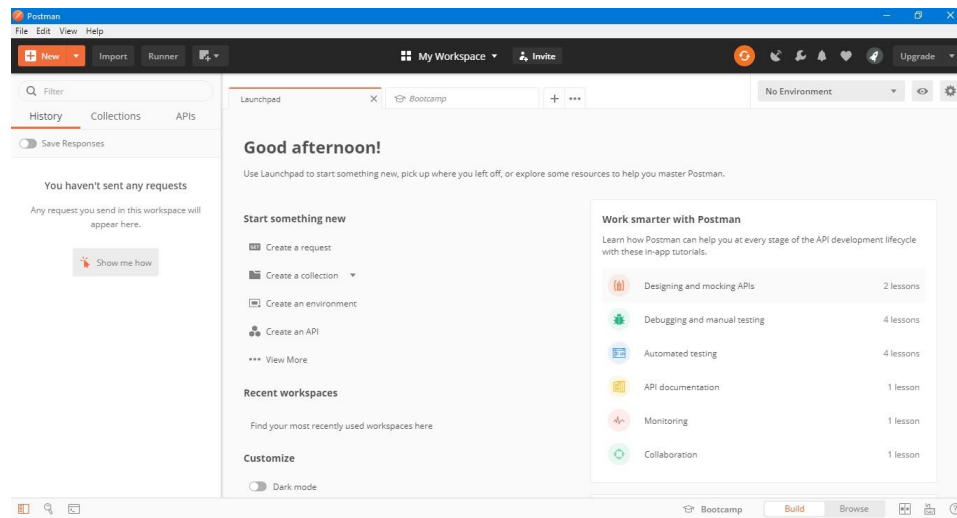 Postman
File Edit View Help
New
Import
Runner
My Workspace
Invite
Upgrade
Filter
History Collections APIs
Save Responses
You haven't sent any requests
Any request you send in this workspace will
appear here.
Show me how
Launchpad
Bootcamp
No Environment
Good afternoon!
Use Launchpad to start something new, pick up where you left off, or explore some resources to help you master Postman.
Start something new
GET Create a request
Create a collection
Create an environment
Create an API
View More
Recent workspaces
Find your most recently used workspaces here
Customize
Dark mode
Work smarter with Postman
Learn how Postman can help you at every stage of the API development lifecycle
with these in-app tutorials.
Designing and mocking APIs 2 lessons
Debugging and manual testing 4 lessons
Automated testing 4 lessons
API documentation 1 lesson
Monitoring 1 lesson
Collaboration 1 lesson
Bootcamp
Build
Browse